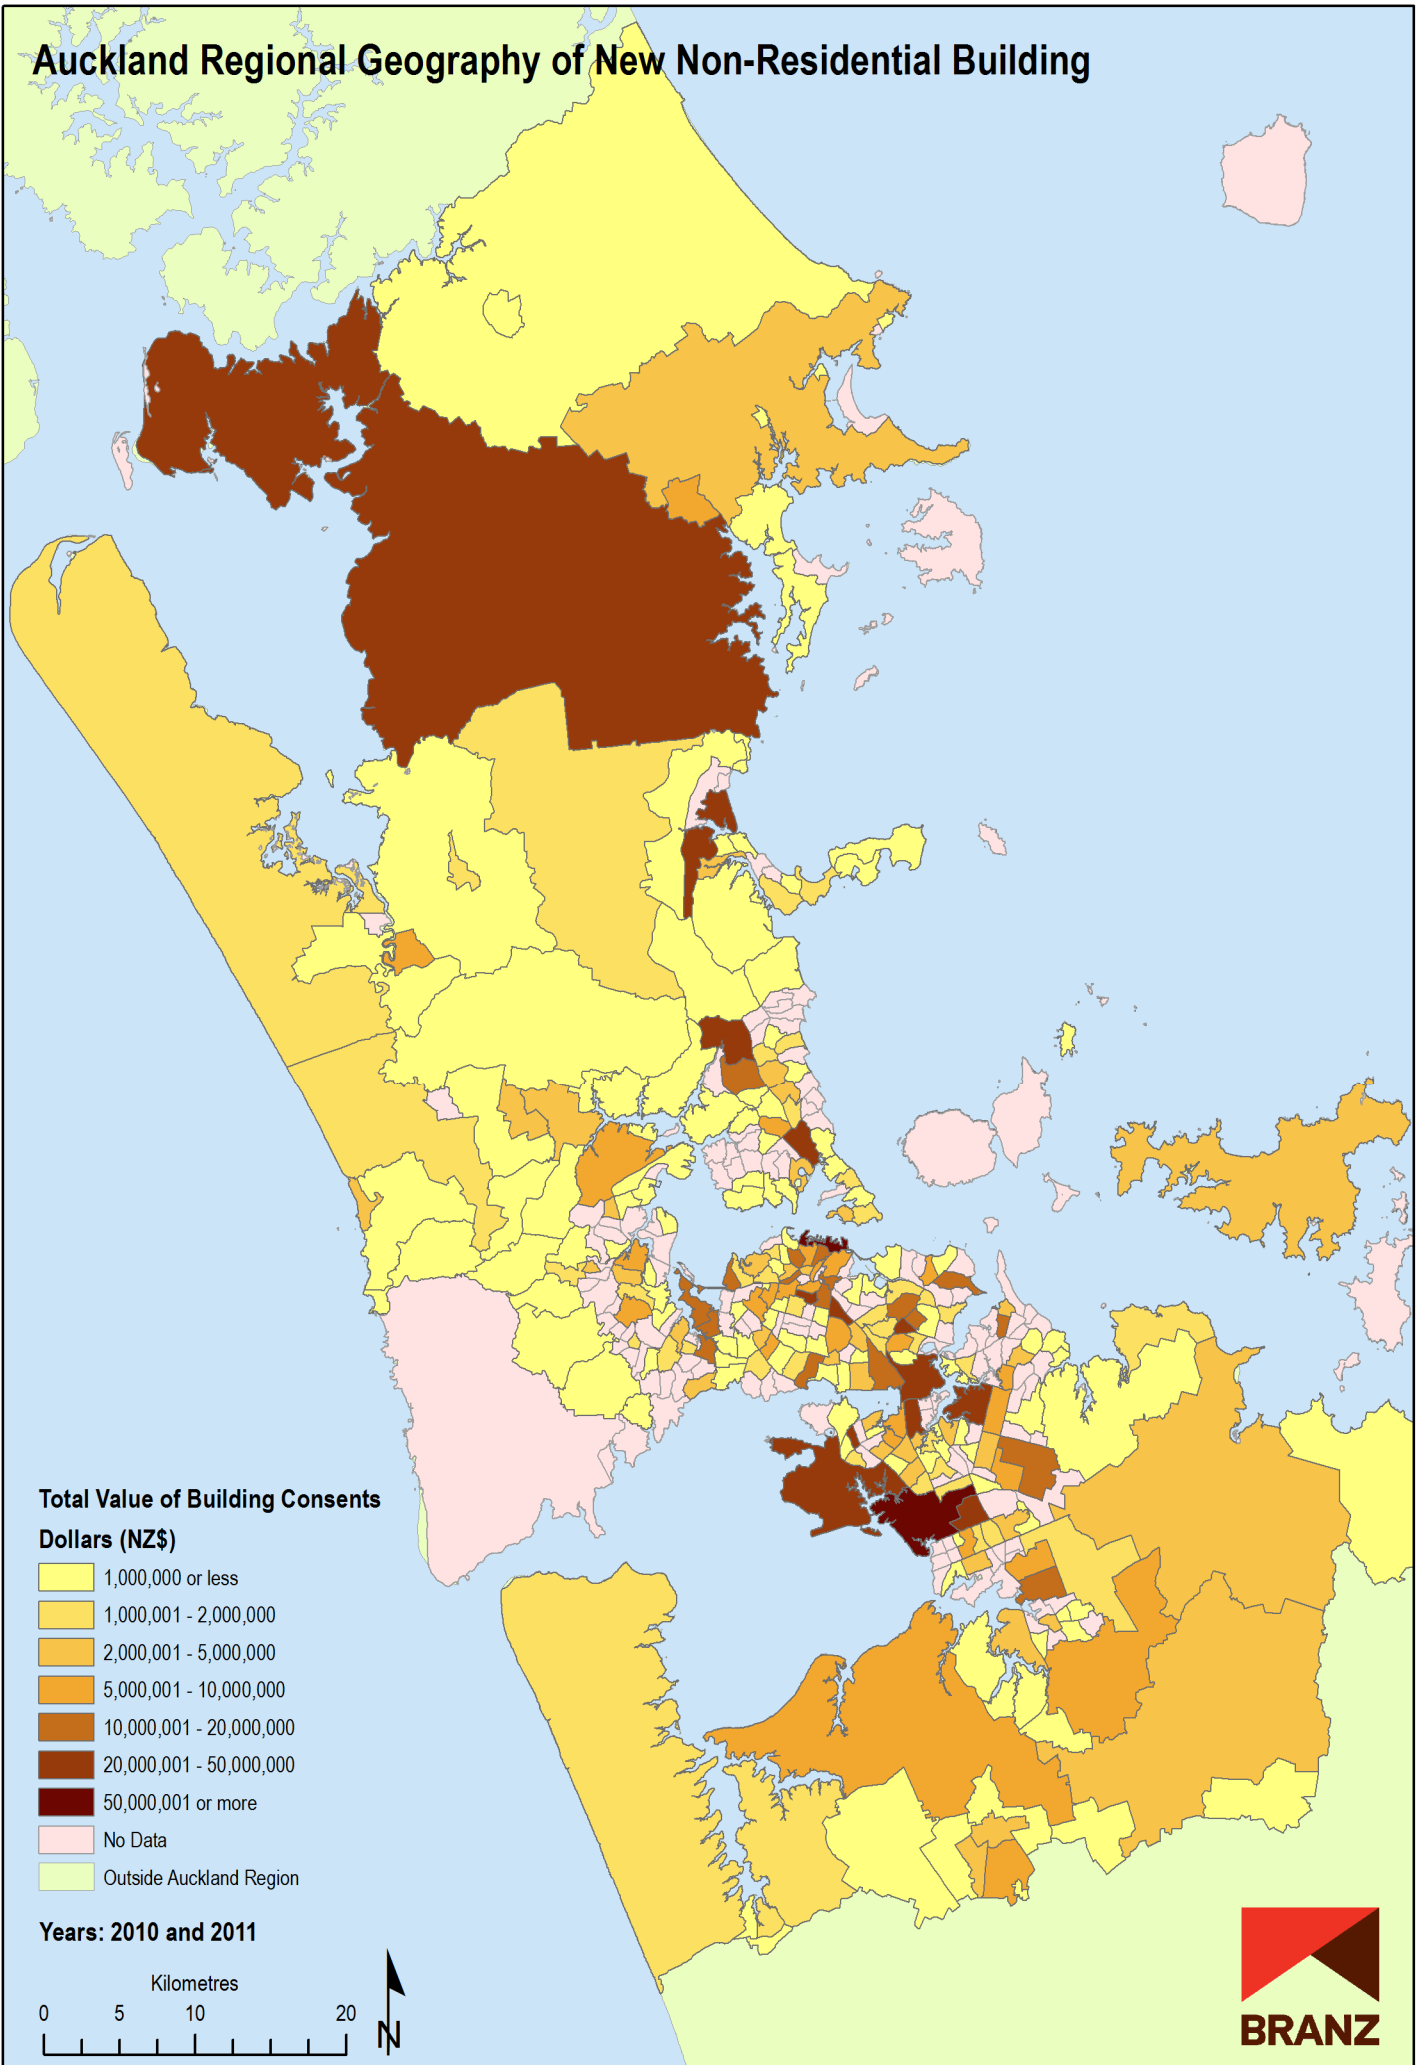 Auckland Regional Geography of New Non-Residential Building
Total Value of Building Consents
Dollars (NZ$)
1,000,000 or less
1,000,001 - 2,000,000
2,000,001 - 5,000,000
5,000,001 - 10,000,000
10,000,001 - 20,000,000
20,000,001 - 50,000,000
50,000,001 or more
No Data
Outside Auckland Region
Years: 2010 and 2011
Kilometres
0 5 10 20
N
BRANZ